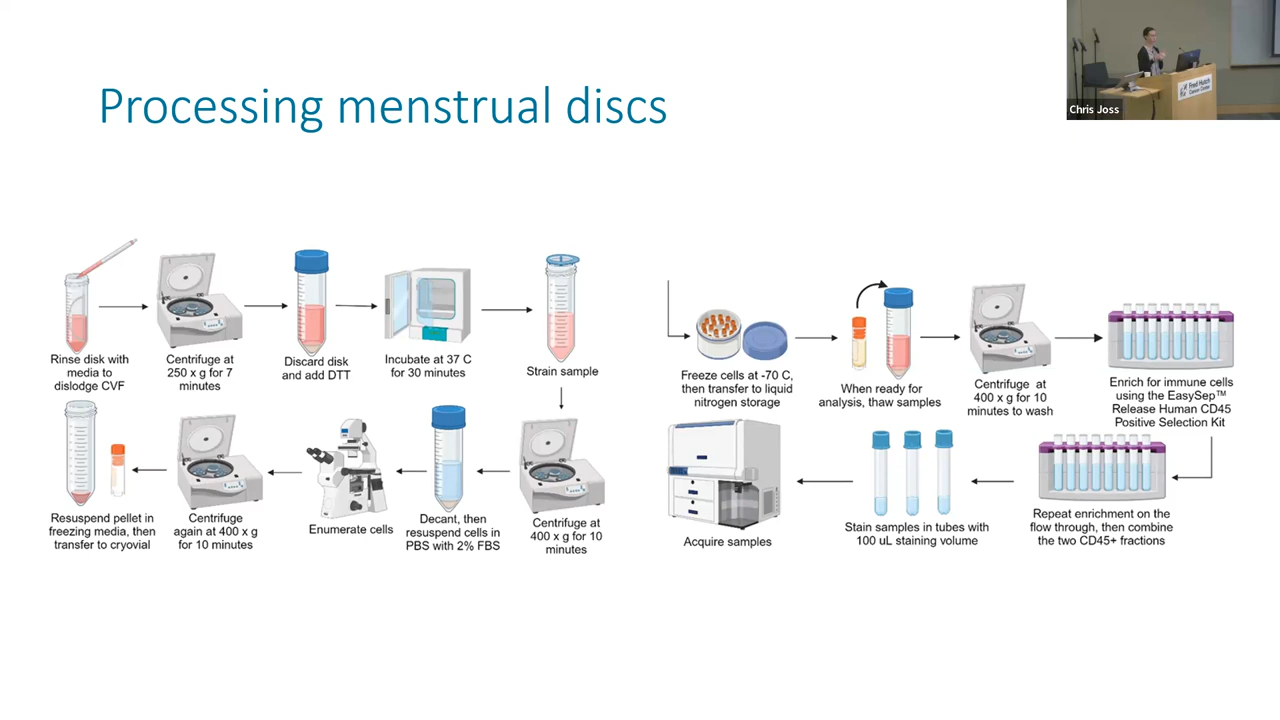 Processing menstrual discs
Fred Hutch
Cancer Center
Chris Joss
Rinse disk with
media to
dislodge CVF
Centrifuge at
250 x g for 7
minutes
Discard disk
and add DTT
Incubate at 37 C
for 30 minutes
Strain sample
Centrifuge at
400 x g for 10
minutes
Decant, then
resuspend cells in
PBS with 2% FBS
Enumerate cells
Centrifuge
again at 400 x g
for 10 minutes
Resuspend pellet in
freezing media, then
transfer to cryovial
Freeze cells at -70 C,
then transfer to liquid
nitrogen storage
When ready for
analysis, thaw samples
Centrifuge at
400 x g for 10
minutes to wash
Enrich for immune cells
using the EasySep™
Release Human CD45
Positive Selection Kit
Repeat enrichment on the
flow through, then combine
the two CD45+ fractions
Stain samples in tubes with
100 uL staining volume
Acquire samples